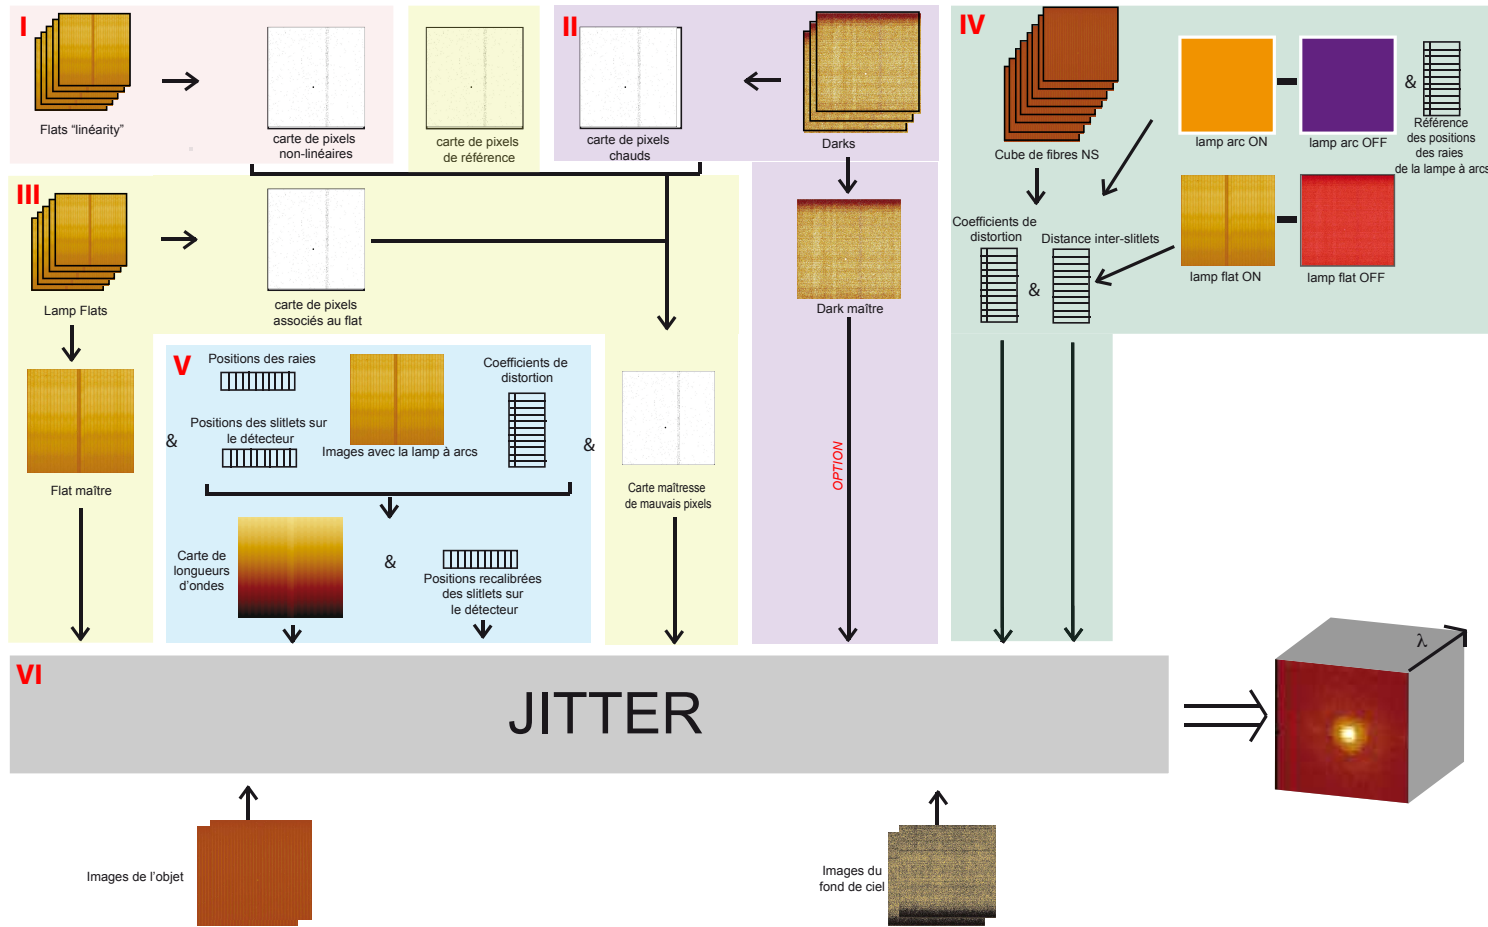 I
Flats "linéarity"
carte de pixels
non-linéaires
carte de pixels
de référence
II
carte de pixels
chauds
Darks
III
Lamp Flats
carte de pixels
associés au flat
Dark maître
OPTION
IV
Cube de fibres NS
lamp arc ON
lamp arc OFF
&
Référence
des positions
des raies
de la lampe à arcs
Coefficients de
distortion
&
Distance inter-slitlets
lamp flat ON
lamp flat OFF
Flat maître
&
V
Positions des raies
Positions des slitlets sur
le détecteur
Images avec la lamp à arcs
Coefficients de
distortion
&
Carte maîtresse
de mauvais pixels
Carte de
longueurs
d'ondes
&
Positions recalibrées
des slitlets sur
le détecteur
VI
JITTER
λ
Images de l'objet
Images du
fond de ciel